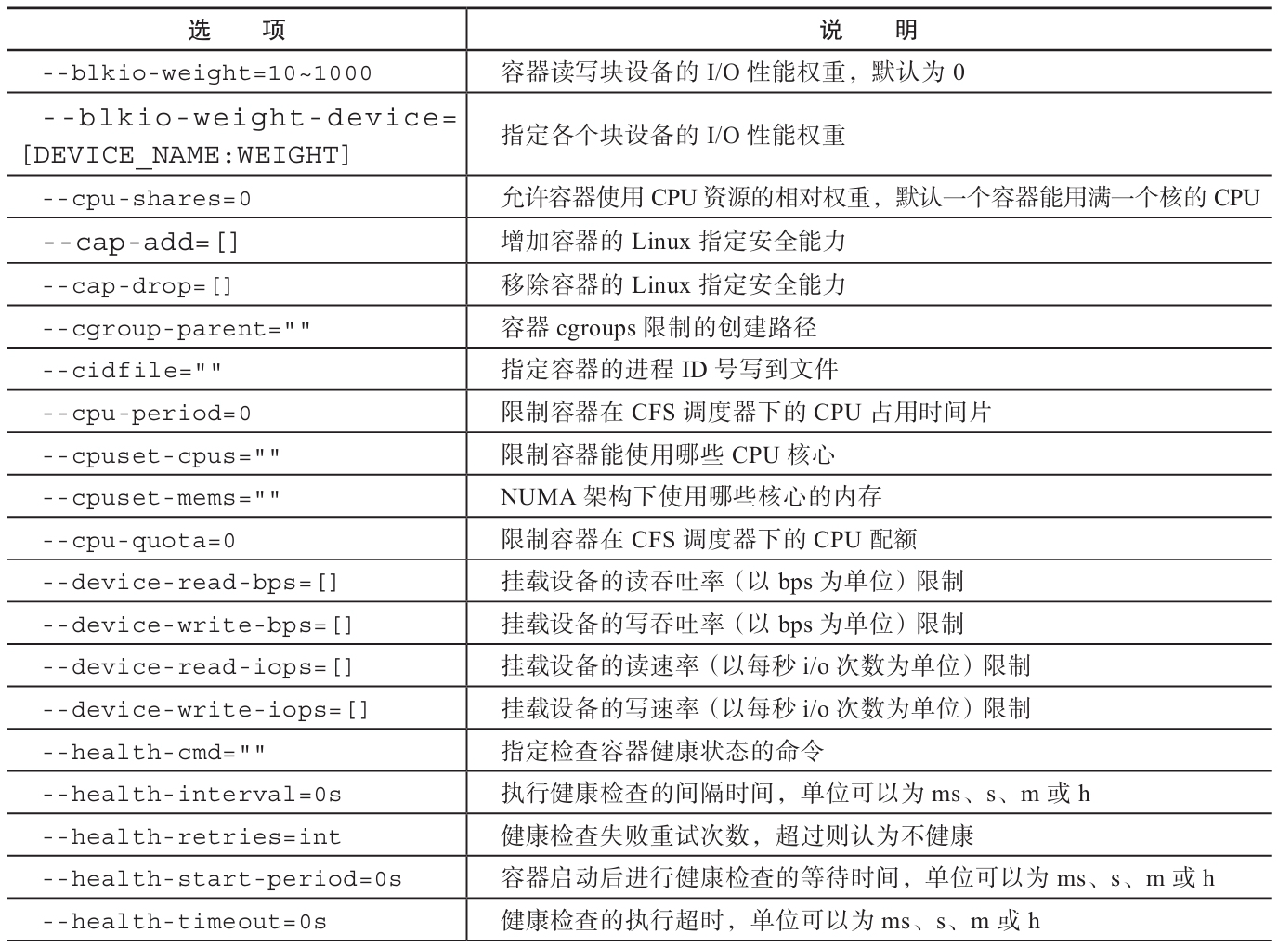 选 项 说 明
--blkio-weight=10~1000 容器读写块设备的 I/O 性能权重，默认为 0
--blkio-weight-device=
[DEVICE_NAME:WEIGHT] 指定各个块设备的 I/O 性能权重
--cpu-shares=0 允许容器使用 CPU 资源的相对权重，默认一个容器能用满一个核的 CPU
--cap-add=[] 增加容器的 Linux 指定安全能力
--cap-drop=[] 移除容器的 Linux 指定安全能力
--cgroup-parent="" 容器 cgroups 限制的创建路径
--cidfile="" 指定容器的进程 ID 号写到文件
--cpu-period=0 限制容器在 CFS 调度器下的 CPU 占用时间片
--cpuset-cpus="" 限制容器能使用哪些 CPU 核心
--cpuset-mems="" NUMA 架构下使用哪些核心的内存
--cpu-quota=0 限制容器在 CFS 调度器下的 CPU 配额
--device-read-bps=[] 挂载设备的读吞吐率（以 bps 为单位）限制
--device-write-bps=[] 挂载设备的写吞吐率（以 bps 为单位）限制
--device-read-iops=[] 挂载设备的读速率（以每秒 i/o 次数为单位）限制
--device-write-iops=[] 挂载设备的写速率（以每秒 i/o 次数为单位）限制
--health-cmd="" 指定检查容器健康状态的命令
--health-interval=0s 执行健康检查的间隔时间，单位可以为 ms、s、m 或 h
--health-retries=int 健康检查失败重试次数，超过则认为不健康
--health-start-period=0s 容器启动后进行健康检查的等待时间，单位可以为 ms、s、m 或 h
--health-timeout=0s 健康检查的执行超时，单位可以为 ms、s、m 或 h